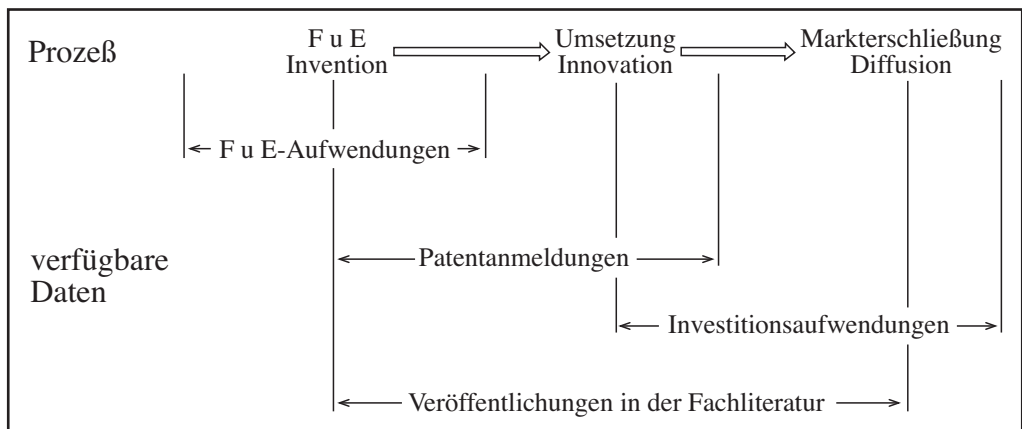 Prozeß
F u E
Invention
Umsetzung
Innovation
Markterschließung
Diffusion
F u E-Aufwendungen
verfügbare
Daten
Patentanmeldungen
Investitionsaufwendungen
Veröffentlichungen in der Fachliteratur